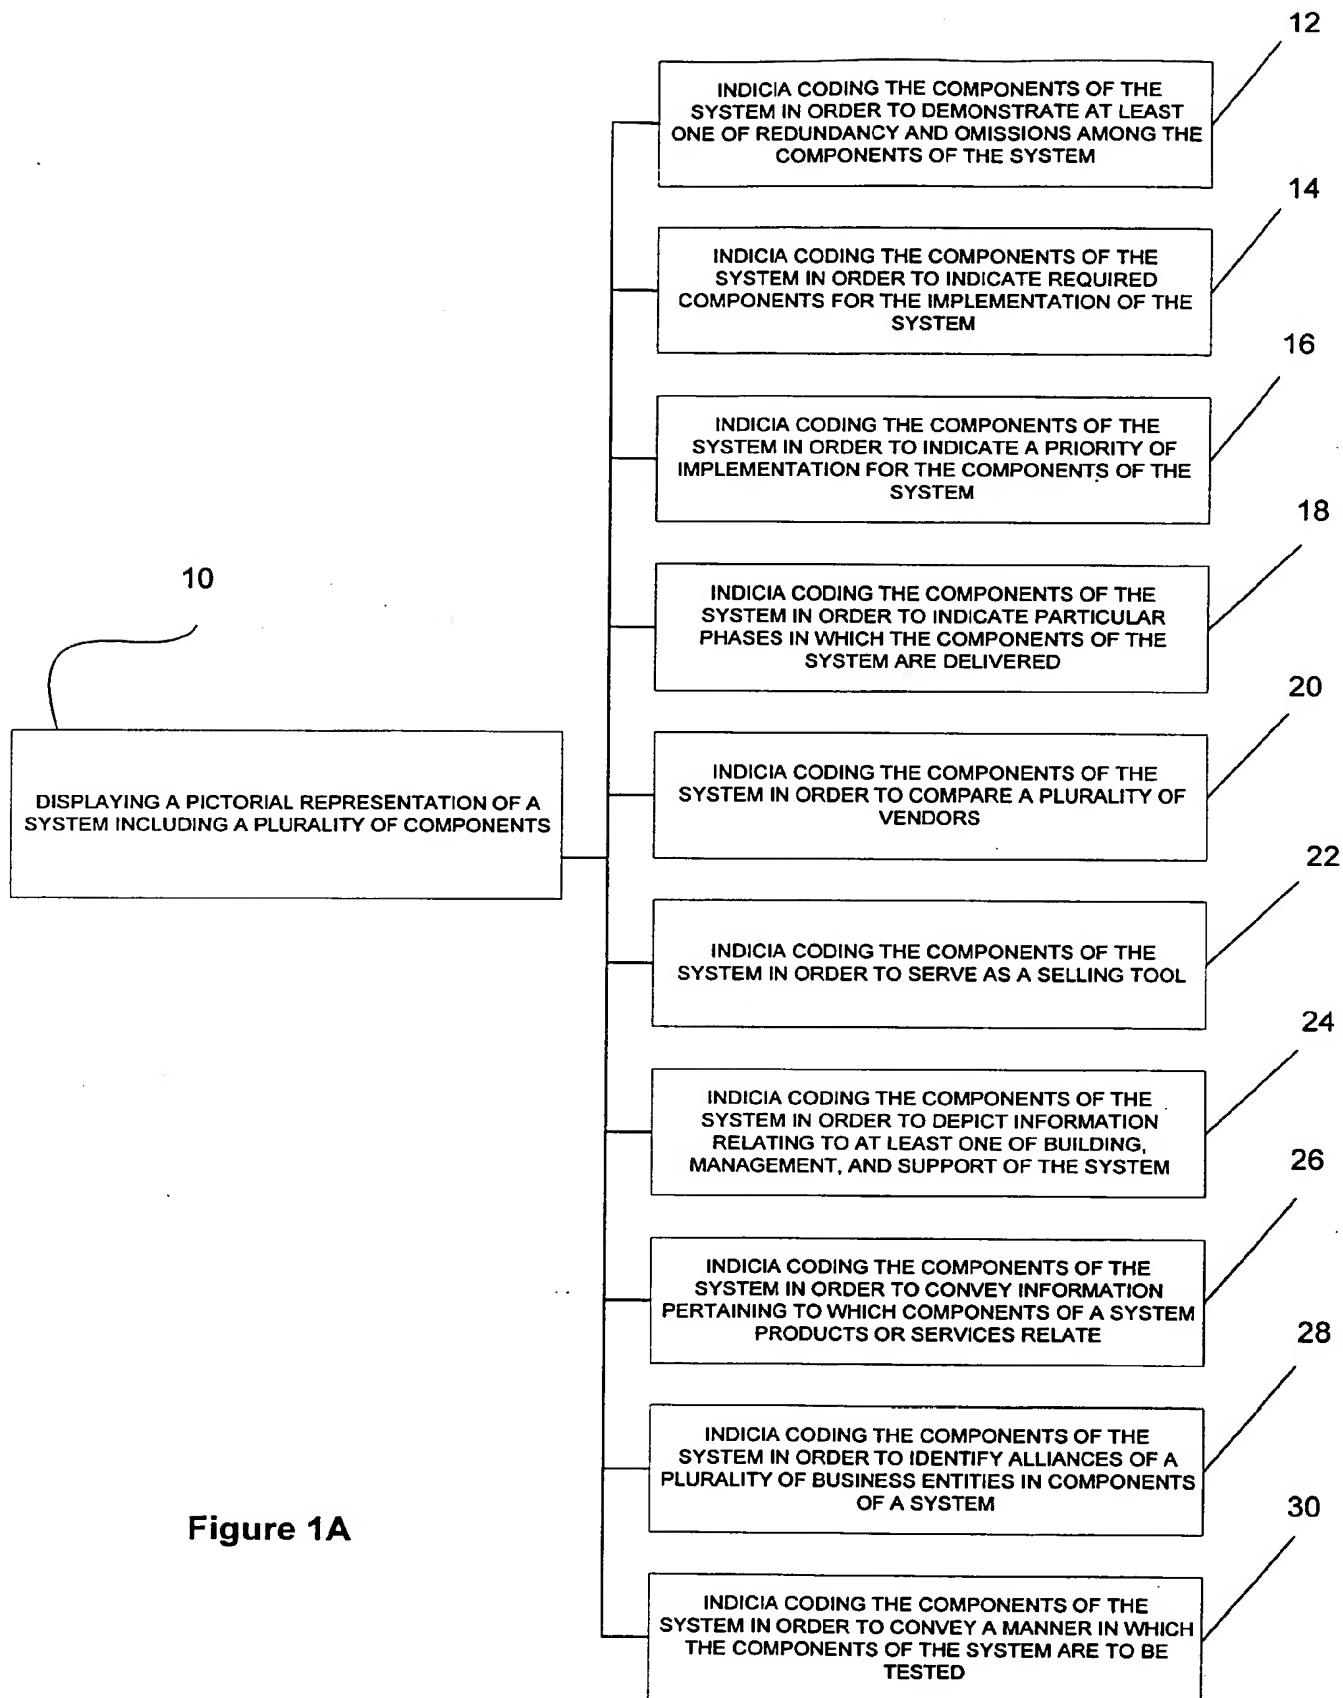 12
INDICIA CODING THE COMPONENTS OF THE
SYSTEM IN ORDER TO DEMONSTRATE AT LEAST
ONE OF REDUNDANCY AND OMISSIONS AMONG THE
COMPONENTS OF THE SYSTEM
14
INDICIA CODING THE COMPONENTS OF THE
SYSTEM IN ORDER TO INDICATE REQUIRED
COMPONENTS FOR THE IMPLEMENTATION OF THE
SYSTEM
16
INDICIA CODING THE COMPONENTS OF THE
SYSTEM IN ORDER TO INDICATE A PRIORITY OF
IMPLEMENTATION FOR THE COMPONENTS OF THE
SYSTEM
18
INDICIA CODING THE COMPONENTS OF THE
SYSTEM IN ORDER TO INDICATE PARTICULAR
PHASES IN WHICH THE COMPONENTS OF THE
SYSTEM ARE DELIVERED
10
DISPLAYING A PICTORIAL REPRESENTATION OF A
SYSTEM INCLUDING A PLURALITY OF COMPONENTS
20
INDICIA CODING THE COMPONENTS OF THE
SYSTEM IN ORDER TO COMPARE A PLURALITY OF
VENDORS
22
INDICIA CODING THE COMPONENTS OF THE
SYSTEM IN ORDER TO SERVE AS A SELLING TOOL
24
INDICIA CODING THE COMPONENTS OF THE
SYSTEM IN ORDER TO DEPICT INFORMATION
RELATING TO AT LEAST ONE OF BUILDING,
MANAGEMENT, AND SUPPORT OF THE SYSTEM
26
INDICIA CODING THE COMPONENTS OF THE
SYSTEM IN ORDER TO CONVEY INFORMATION
PERTAINING TO WHICH COMPONENTS OF A SYSTEM
PRODUCTS OR SERVICES RELATE
28
INDICIA CODING THE COMPONENTS OF THE
SYSTEM IN ORDER TO IDENTIFY ALLIANCES OF A
PLURALITY OF BUSINESS ENTITIES IN COMPONENTS
OF A SYSTEM
30
INDICIA CODING THE COMPONENTS OF THE
SYSTEM IN ORDER TO CONVEY A MANNER IN WHICH
THE COMPONENTS OF THE SYSTEM ARE TO BE
TESTED
Figure 1A